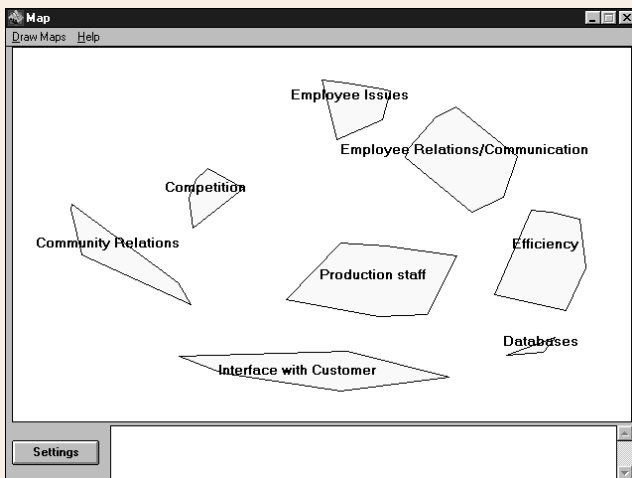 Map
Draw Maps Help
Employee Issues
Employee Relations/Communication
Competition
Community Relations
Efficiency
Production staff
Databases
Interface with Customer
Settings